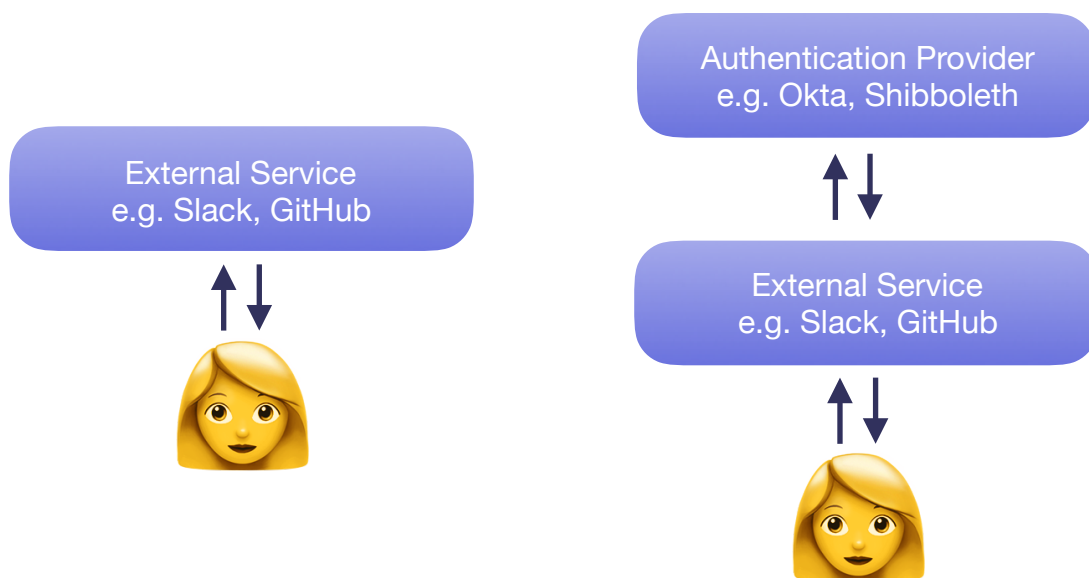 External Service
e.g. Slack, GitHub
Authentication Provider
e.g. Okta, Shibboleth
External Service
e.g. Slack, GitHub